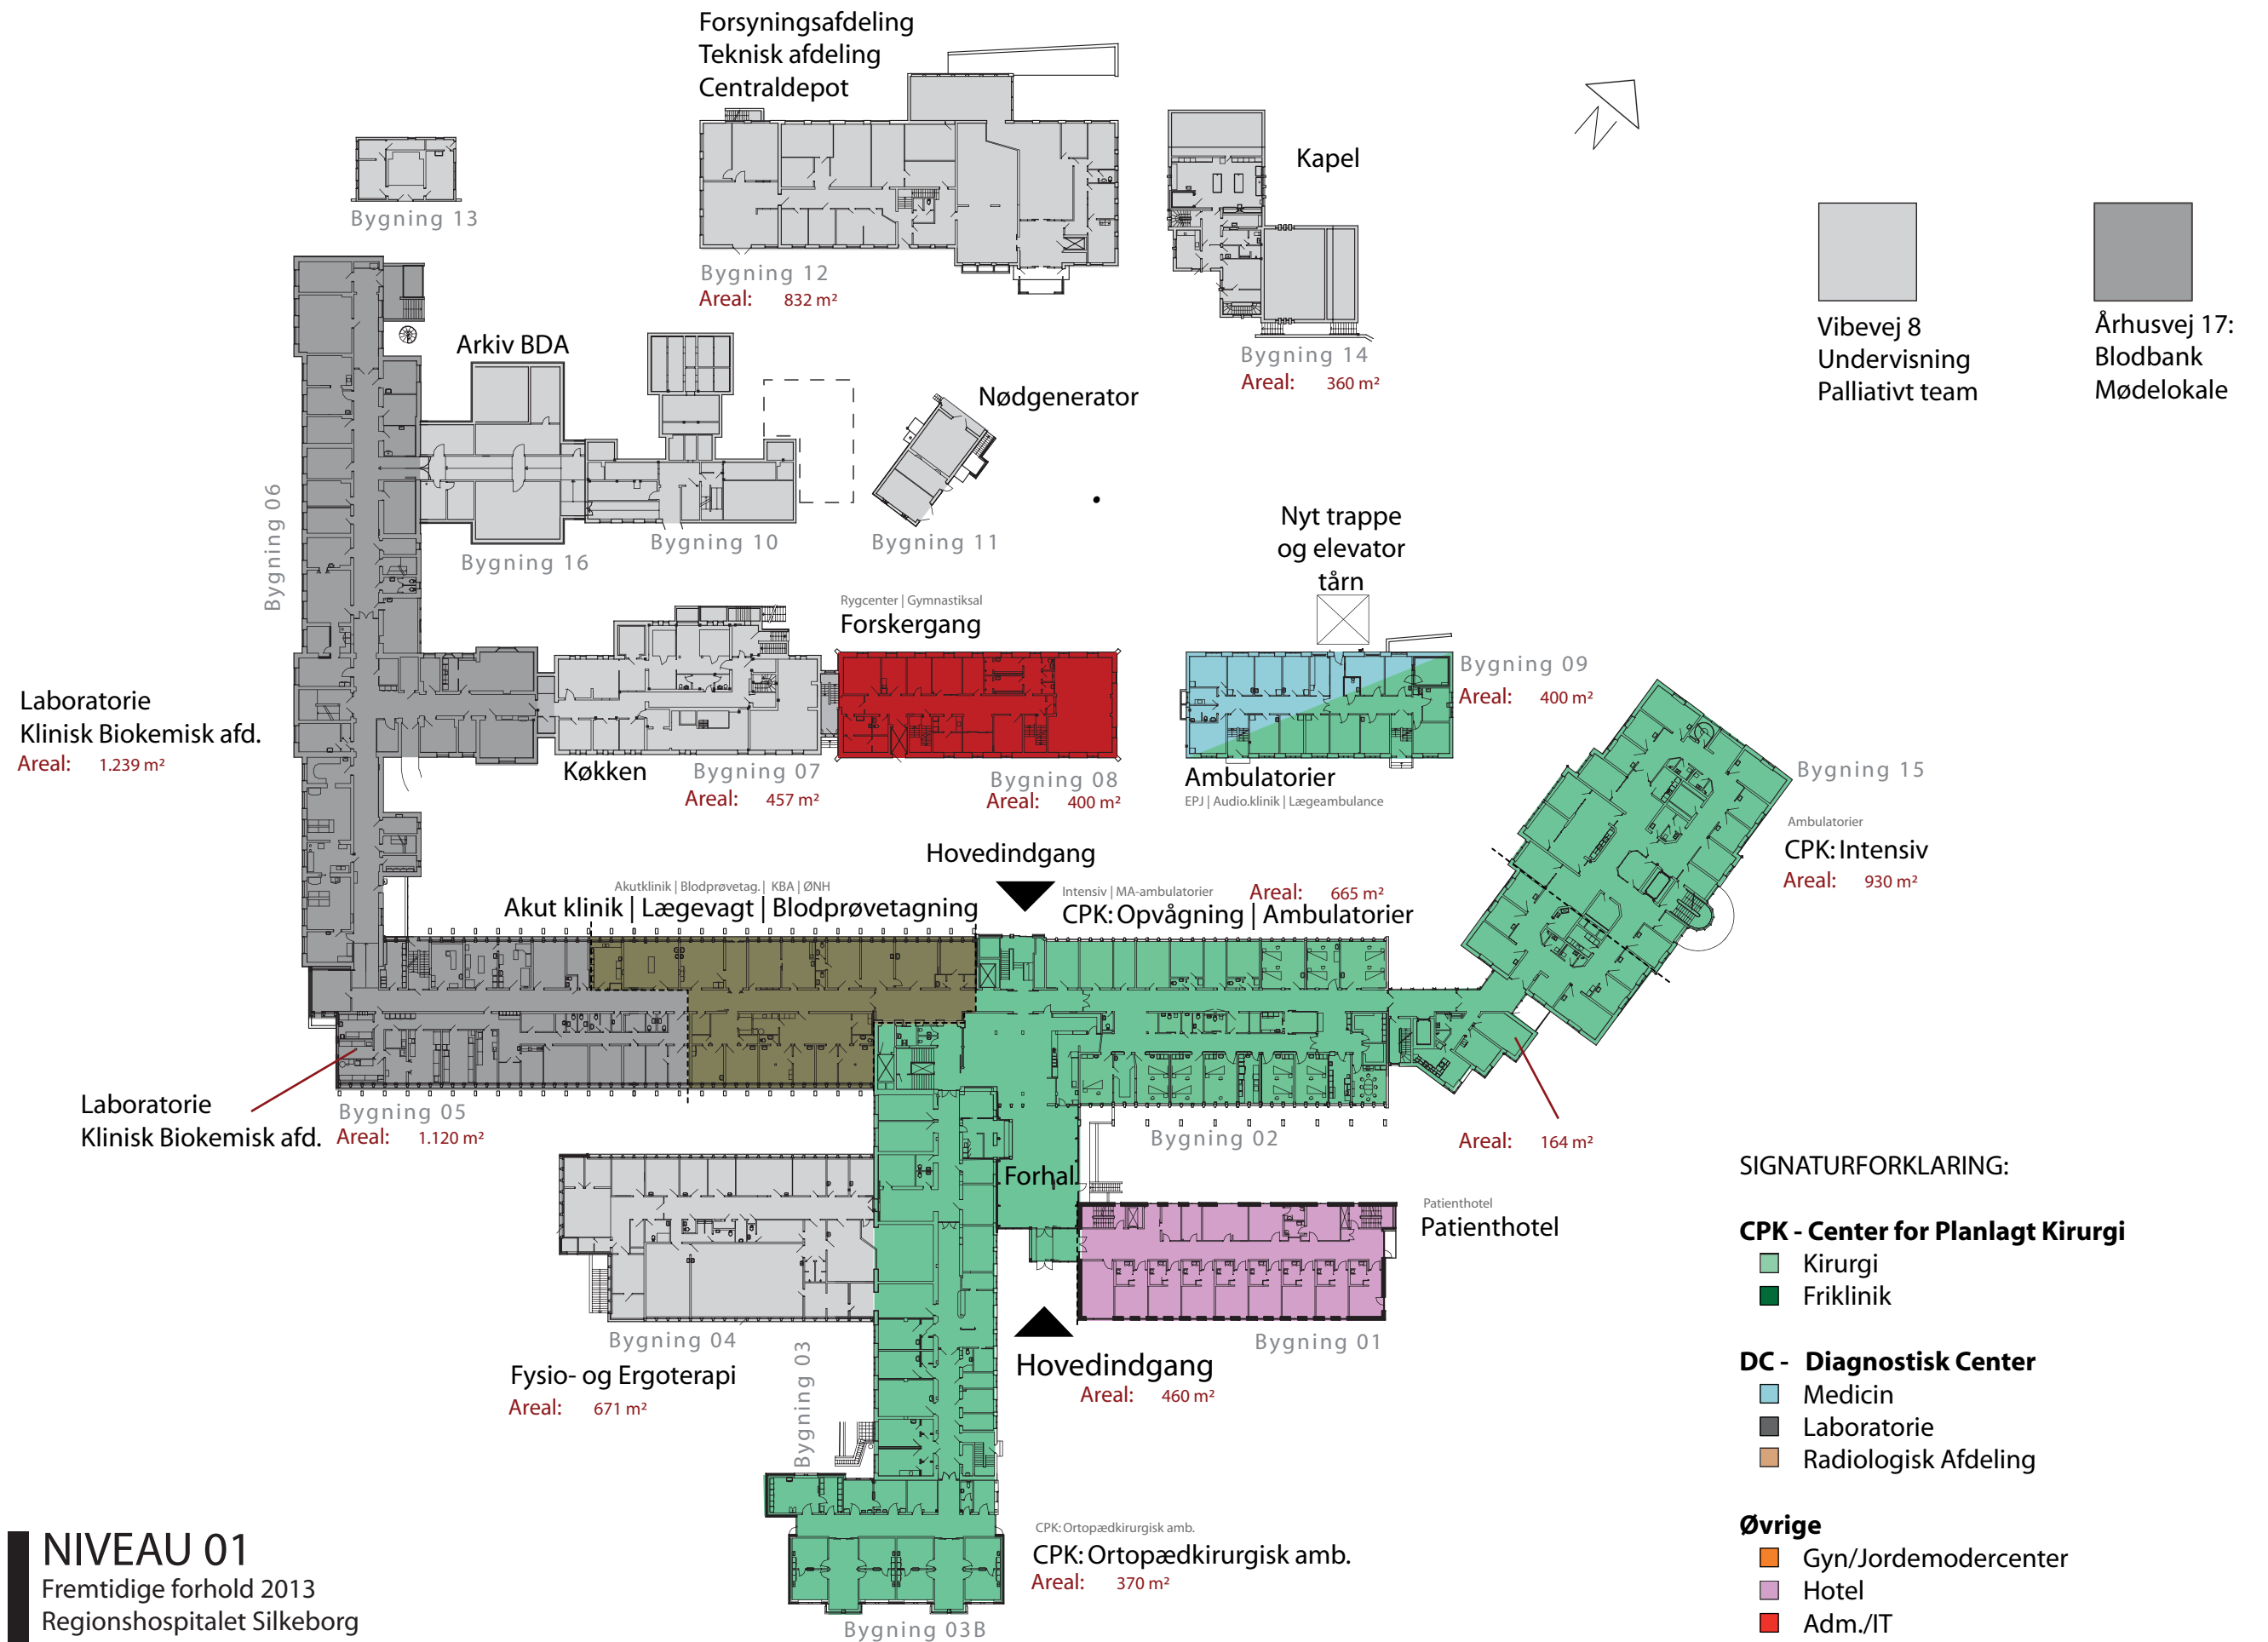 Forsyningsafdeling
Teknisk afdeling
Centraldepot
Kapel
Bygning 13
Bygning 12
Areal: 832 m²
Vibevej 8
Undervisning
Palliativt team
Århusvej 17:
Blodbank
Mødelokale
Arkiv BDA
Bygning 14
Areal: 360 m²
Nødgenerator
Bygning 06
Bygning 16
Bygning 10
Bygning 11
Nyt trappe
og elevator
tårn
Rygcenter | Gymnastiksal
Forskergang
Bygning 09
Areal: 400 m²
Laboratorie
Klinisk Biokemisk afd.
Areal: 1.239 m²
Køkken
Bygning 07
Areal: 457 m²
Bygning 08
Areal: 400 m²
Ambulatorier
EPJ | Audio.klinik | Lægeambulance
Bygning 15
Ambulatorier
CPK: Intensiv
Areal: 930 m²
Hovedindgang
Akutklinik | Blodprøvetag. | KBA | ØNH
Akut klinik | Lægevagt | Blodprøvetagning
Intensiv | MA-ambulatorier
Areal: 665 m²
CPK: Opvågning | Ambulatorier
Laboratorie
Klinisk Biokemisk afd.
Bygning 05
Areal: 1.120 m²
Bygning 02
Areal: 164 m²
Forhal
Patienthotel
Patienthotel
Bygning 04
Fysio- og Ergoterapi
Areal: 671 m²
Bygning 03
Bygning 01
Hovedindgang
Areal: 460 m²
CPK: Ortopædkirurgisk amb.
CPK: Ortopædkirurgisk amb.
Areal: 370 m²
Bygning 03B
SIGNATURFORKLARING:
CPK - Center for Planlagt Kirurgi
Kirurgi
Friklinik
DC - Diagnostisk Center
Medicin
Laboratorie
Radiologisk Afdeling
Øvrige
Gyn/Jordemodercenter
Hotel
Adm./IT
NIVEAU 01
Fremtidige forhold 2013
Regionshospitalet Silkeborg